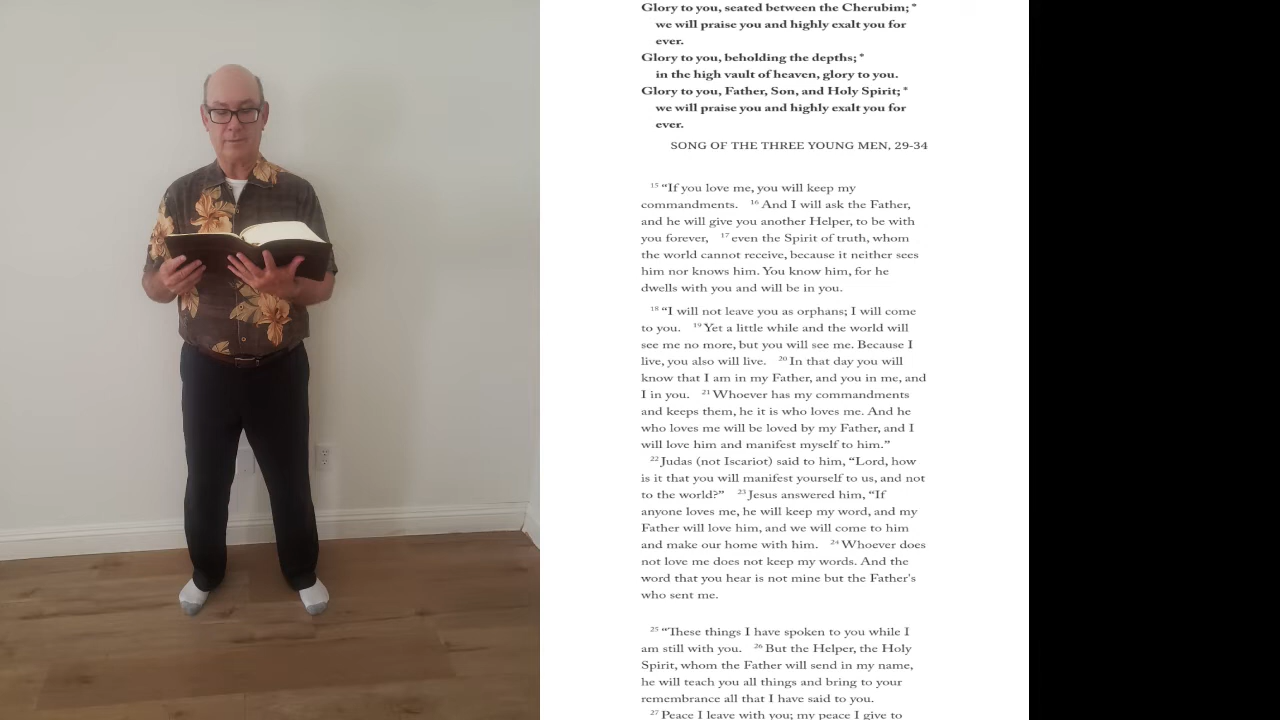 Glory to you, seated between the Cherubim; *
we will praise you and highly exalt you for
ever.
Glory to you, beholding the depths; *
in the high vault of heaven, glory to you.
Glory to you, Father, Son, and Holy Spirit; *
we will praise you and highly exalt you for
ever.
SONG OF THE THREE YOUNG MEN, 29-34
15 “If you love me, you will keep my
commandments. 16 And I will ask the Father,
and he will give you another Helper, to be with
you forever, 17 even the Spirit of truth, whom
the world cannot receive, because it neither sees
him nor knows him. You know him, for he
dwells with you and will be in you.
18 “I will not leave you as orphans; I will come
to you. 19 Yet a little while and the world will
see me no more, but you will see me. Because I
live, you also will live. 20 In that day you will
know that I am in my Father, and you in me, and
I in you. 21 Whoever has my commandments
and keeps them, he it is who loves me. And he
who loves me will be loved by my Father, and I
will love him and manifest myself to him.”
22 Judas (not Iscariot) said to him, “Lord, how
is it that you will manifest yourself to us, and not
to the world?” 23 Jesus answered him, “If
anyone loves me, he will keep my word, and my
Father will love him, and we will come to him
and make our home with him. 24 Whoever does
not love me does not keep my words. And the
word that you hear is not mine but the Father's
who sent me.
25 “These things I have spoken to you while I
am still with you. 26 But the Helper, the Holy
Spirit, whom the Father will send in my name,
he will teach you all things and bring to your
remembrance all that I have said to you.
27 Peace I leave with you; my peace I give to